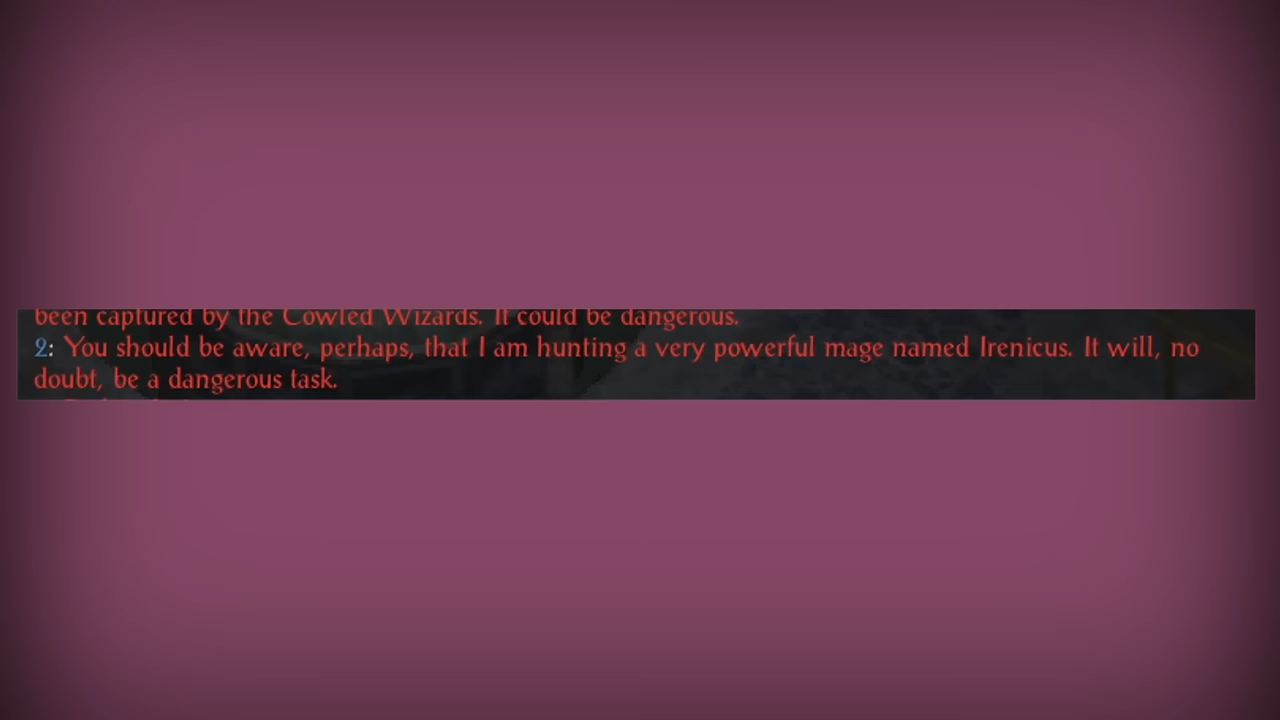 been captured by the Cowled Wizards. It could be dangerous.
2: You should be aware, perhaps, that I am hunting a very powerful mage named Irenicus. It will, no
doubt, be a dangerous task.